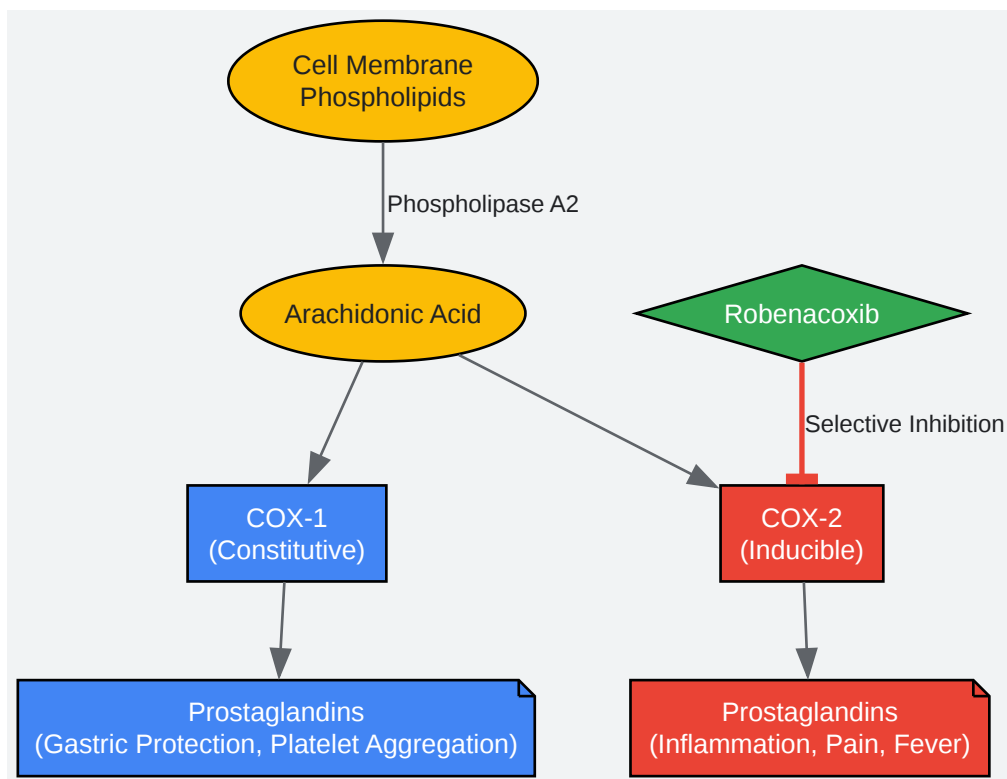 Cell Membrane
Phospholipids
Phospholipase A2
Arachidonic Acid
Robenacoxib
Selective Inhibition
COX-1
(Constitutive)
COX-2
(Inducible)
Prostaglandins
(Gastric Protection, Platelet Aggregation)
Prostaglandins
(Inflammation, Pain, Fever)